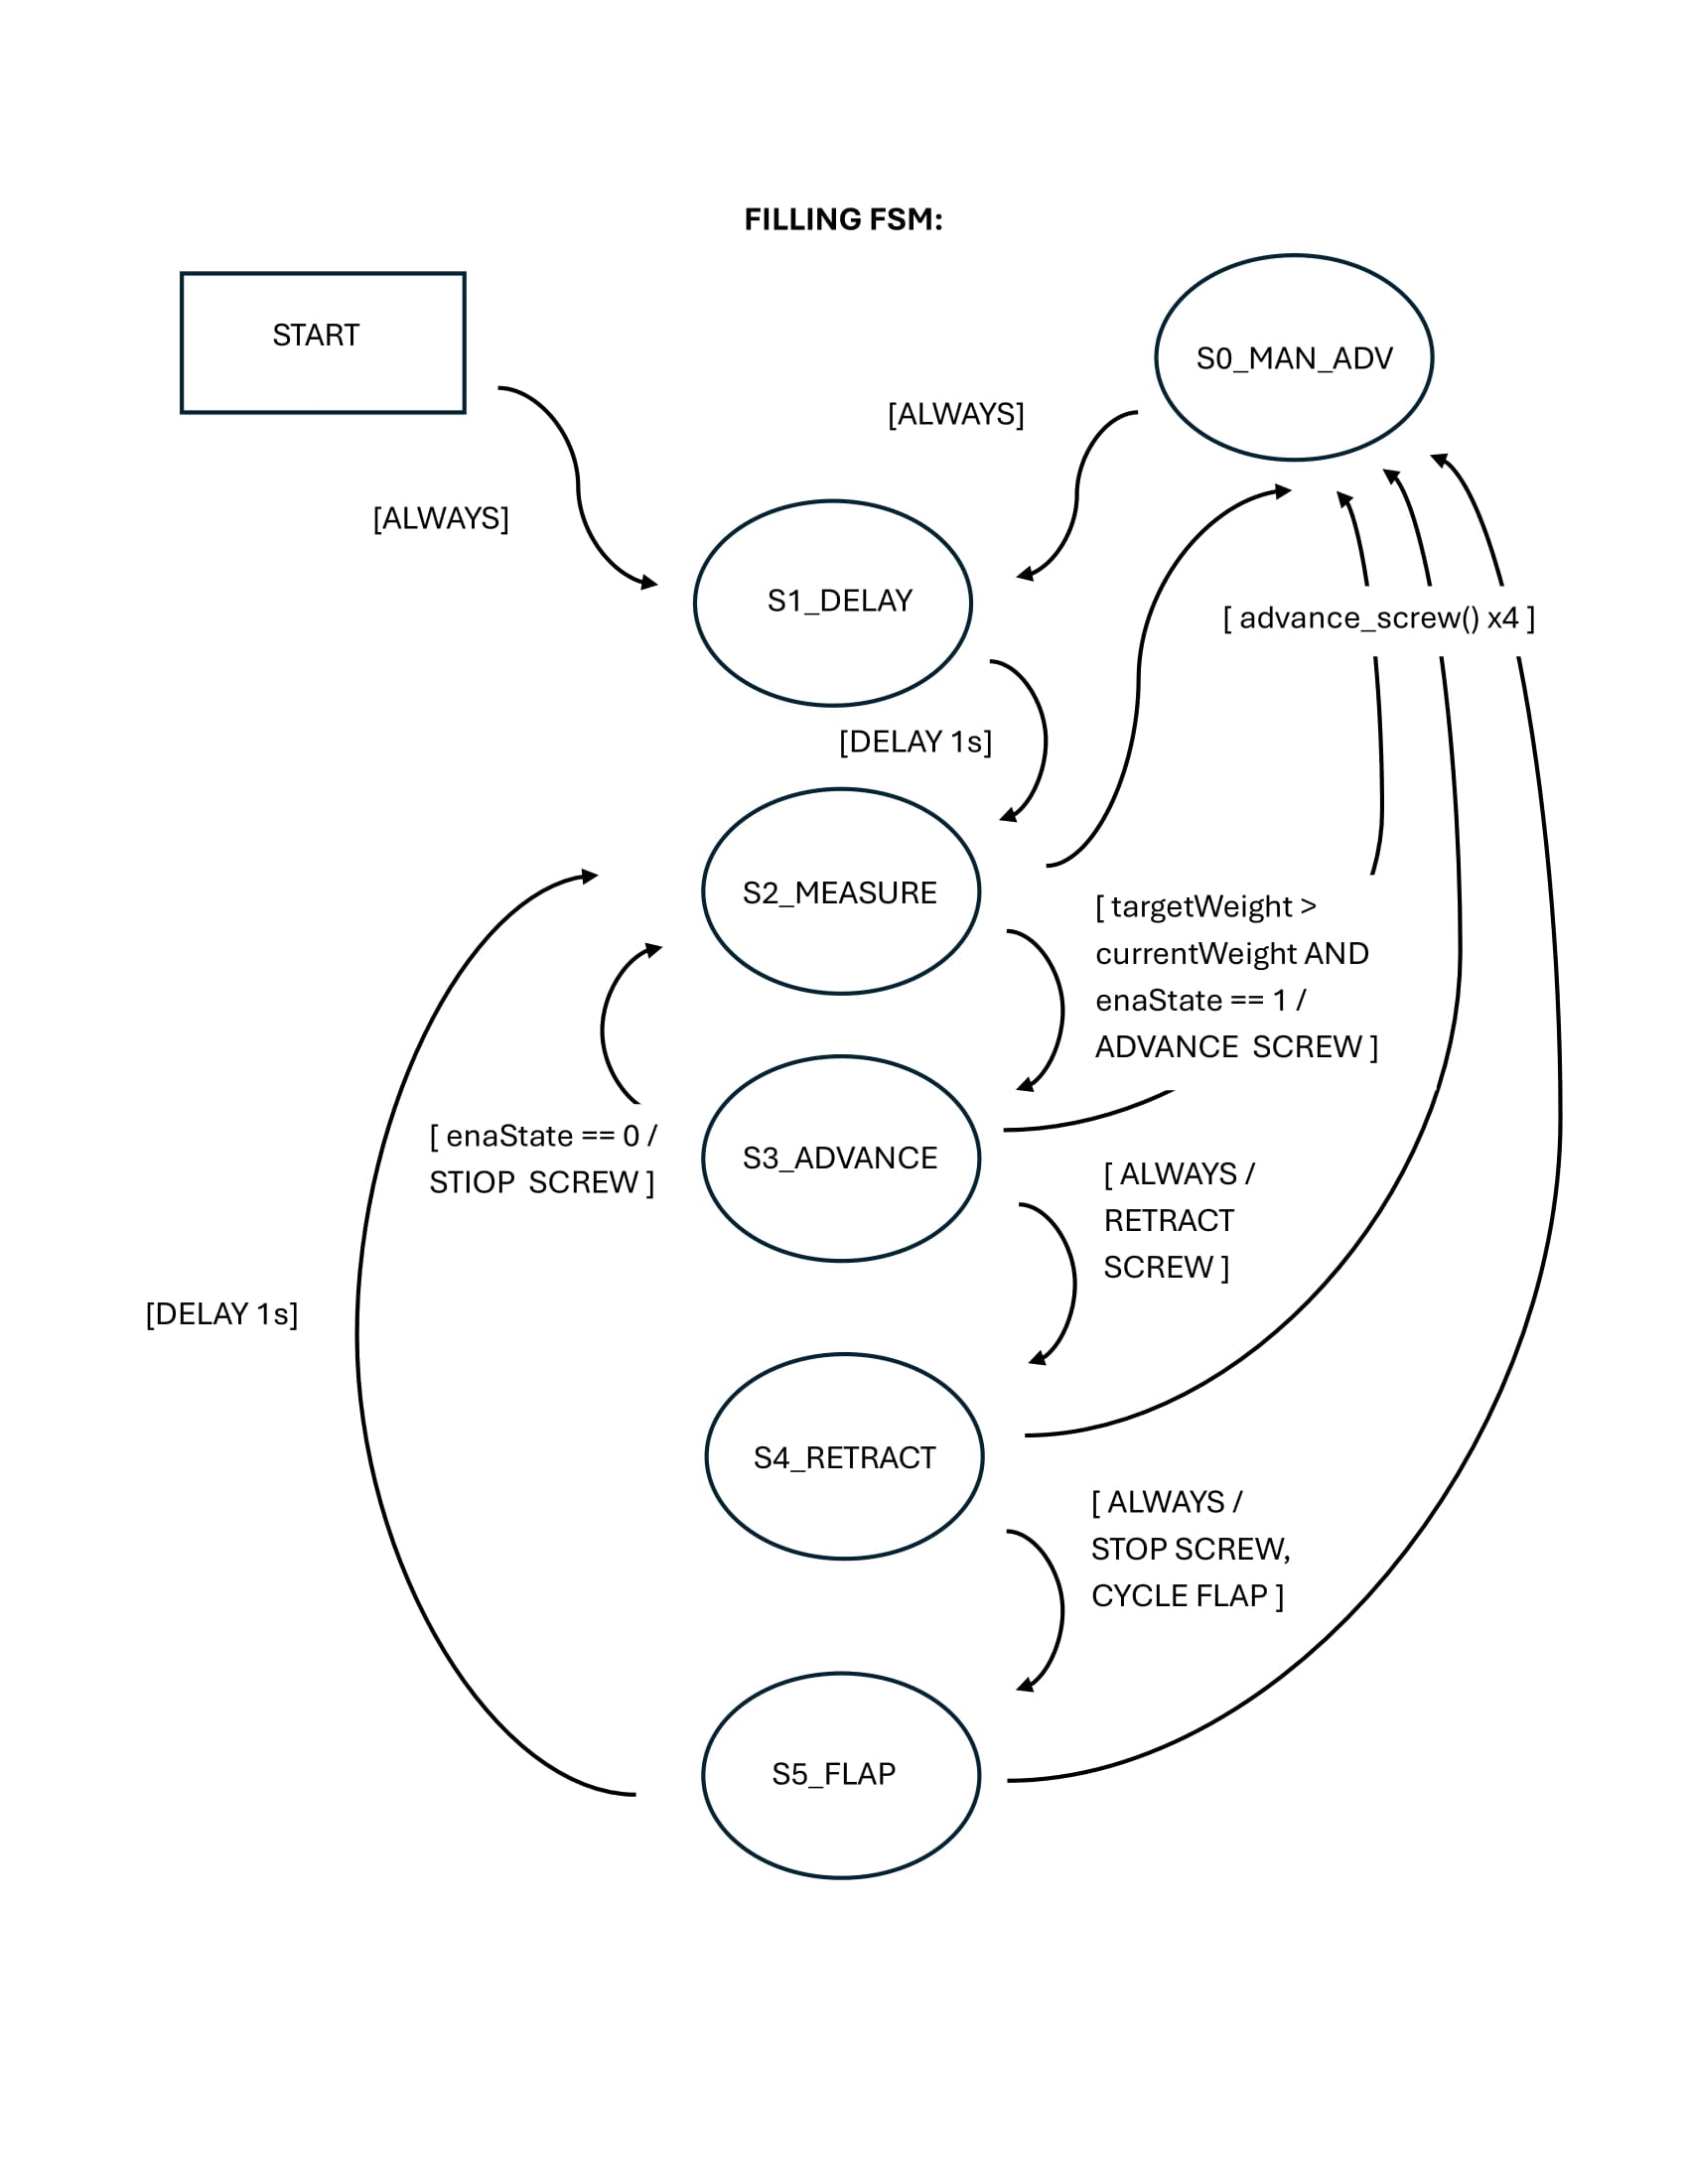 FILLING FSM:
START
S0_MAN_ADV
[ALWAYS]
[ALWAYS]
S1_DELAY
[ advance_screw() x4 ]
[DELAY 1s]
S2_MEASURE
[ targetWeight >
currentWeight AND
enaState == 1 /
ADVANCE  SCREW ]
[ enaState == 0 /
STIOP  SCREW ]
S3_ADVANCE
[ ALWAYS /
RETRACT
SCREW ]
[DELAY 1s]
S4_RETRACT
[ ALWAYS /
STOP SCREW,
CYCLE FLAP ]
S5_FLAP